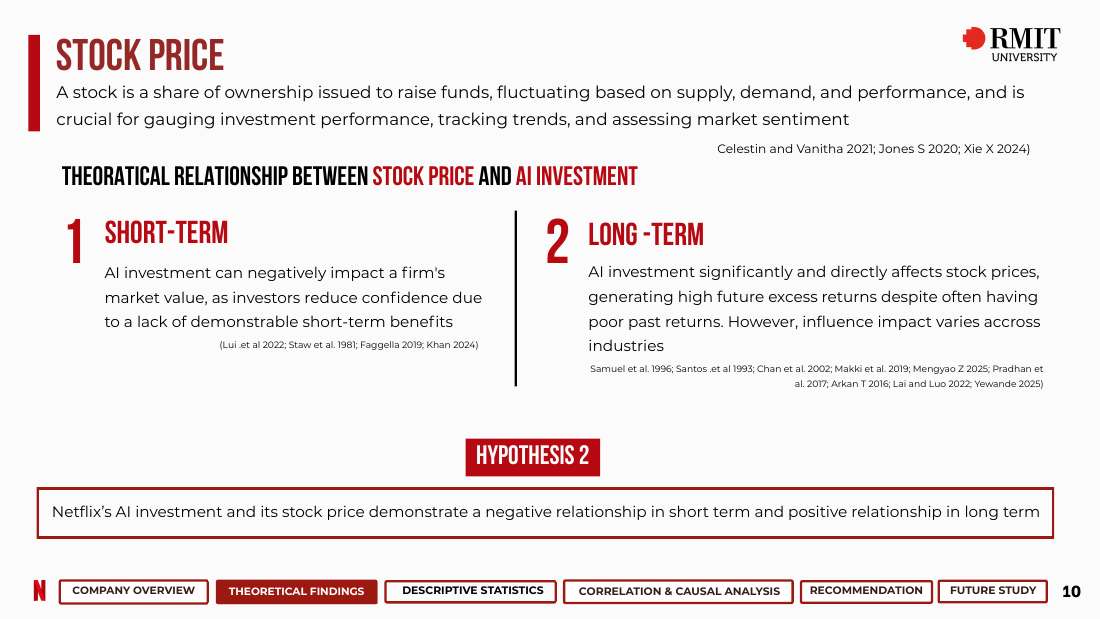 STOCK PRICE
RMIT
UNIVERSITY
A stock is a share of ownership issued to raise funds, fluctuating based on supply, demand, and performance, and is
crucial for gauging investment performance, tracking trends, and assessing market sentiment
Celestin and Vanitha 2021; Jones S 2020; Xie X 2024)
THEORATICAL RELATIONSHIP BETWEEN STOCK PRICE AND AI INVESTMENT
1
SHORT-TERM
AI investment can negatively impact a firm's
market value, as investors reduce confidence due
to a lack of demonstrable short-term benefits
(Lui .et al 2022; Staw et al. 1981; Faggella 2019; Khan 2024)
2
LONG -TERM
AI investment significantly and directly affects stock prices,
generating high future excess returns despite often having
poor past returns. However, influence impact varies accross
industries
Samuel et al. 1996; Santos .et al 1993; Chan et al. 2002; Makki et al. 2019; Mengyao Z 2025; Pradhan et
al. 2017; Arkan T 2016; Lai and Luo 2022; Yewande 2025)
HYPOTHESIS 2
Netflix’s AI investment and its stock price demonstrate a negative relationship in short term and positive relationship in long term
N
COMPANY OVERVIEW
THEORETICAL FINDINGS
DESCRIPTIVE STATISTICS
CORRELATION & CAUSAL ANALYSIS
RECOMMENDATION
FUTURE STUDY
10